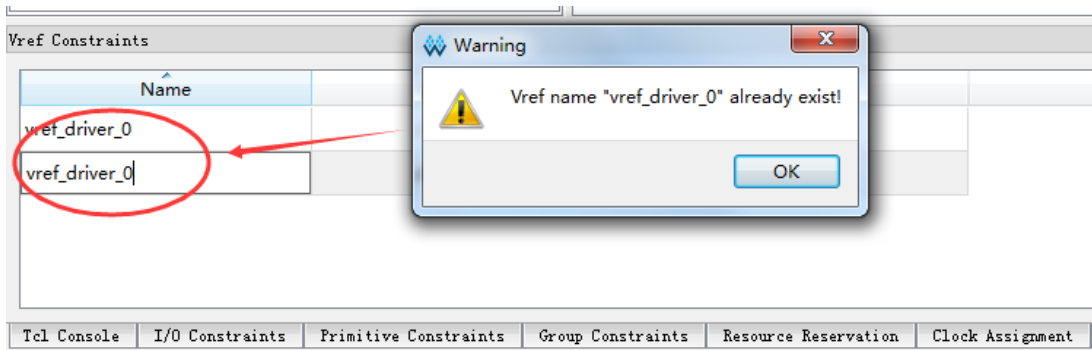 Vref Constraints
Warning
Name
Vref name "vref_driver_0" already exist!
vref_driver_0
vref_driver_0
OK
Tcl Console I/O Constraints Primitive Constraints Group Constraints Resource Reservation Clock Assignment